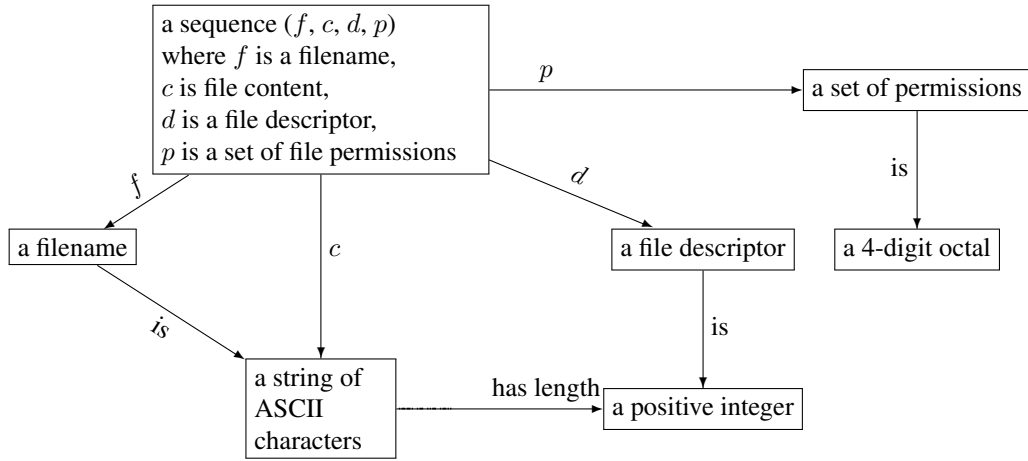 a sequence (f, c, d, p)
where f is a filename,
c is file content,
d is a file descriptor,
p is a set of file permissions
p
a set of permissions
f
d
is
a filename
c
a file descriptor
a 4-digit octal
is
is
a string of
ASCII
characters
has length
a positive integer